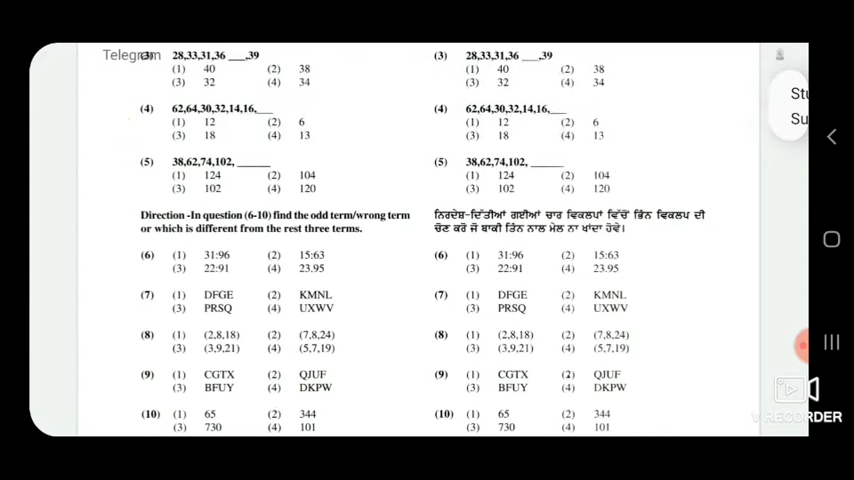 Telegram
(3) 28,33,31,36 ___,39
(1) 40 (2) 38
(3) 32 (4) 34
(4) 62,64,30,32,14,16,___
(1) 12 (2) 6
(3) 18 (4) 13
(5) 38,62,74,102, ______
(1) 124 (2) 104
(3) 102 (4) 120
Direction -In question (6-10) find the odd term/wrong term
or which is different from the rest three terms.
(6) (1) 31:96 (2) 15:63
(3) 22:91 (4) 23.95
(7) (1) DFGE (2) KMNL
(3) PRSQ (4) UXWV
(8) (1) (2,8,18) (2) (7,8,24)
(3) (3,9,21) (4) (5,7,19)
(9) (1) CGTX (2) QJUF
(3) BFUY (4) DKPW
(10) (1) 65 (2) 344
(3) 730 (4) 101
(3) 28,33,31,36 ___,39
(1) 40 (2) 38
(3) 32 (4) 34
(4) 62,64,30,32,14,16,___
(1) 12 (2) 6
(3) 18 (4) 13
(5) 38,62,74,102, ______
(1) 124 (2) 104
(3) 102 (4) 120
ਨਿਰਦੇਸ਼-ਦਿੱਤੀਆਂ ਗਈਆਂ ਚਾਰ ਵਿਕਲਪਾਂ ਵਿੱਚੋਂ ਭਿੰਨ ਵਿਕਲਪ ਦੀ
ਚੋਣ ਕਰੋ ਜੋ ਬਾਕੀ ਤਿੰਨ ਨਾਲ ਮੇਲ ਨਾ ਖਾਂਦਾ ਹੋਵੇ।
(6) (1) 31:96 (2) 15:63
(3) 22:91 (4) 23.95
(7) (1) DFGE (2) KMNL
(3) PRSQ (4) UXWV
(8) (1) (2,8,18) (2) (7,8,24)
(3) (3,9,21) (4) (5,7,19)
(9) (1) CGTX (2) QJUF
(3) BFUY (4) DKPW
(10) (1) 65 (2) 344
(3) 730 (4) 101
Stu
Su
V RECORDER